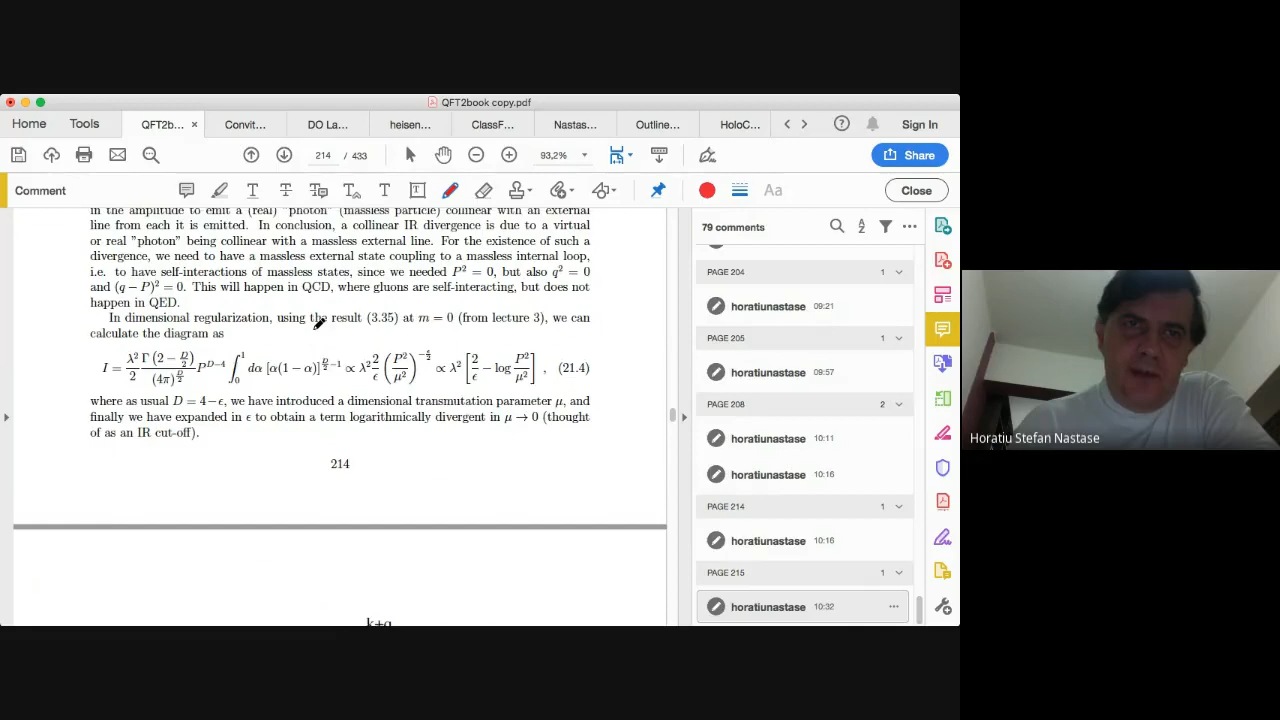 QFT2book copy.pdf
Home Tools QFT2b... × Convit... DO La... heisen... ClassF... Nastas... Outline... HoloC... Sign In
214 / 433 93,2% Share
Comment Aa Close
in the amplitude to emit a (real) "photon" (massless particle) collinear with an external
line from each it is emitted. In conclusion, a collinear IR divergence is due to a virtual
or real "photon" being collinear with a massless external line. For the existence of such a
divergence, we need to have a massless external state coupling to a massless internal loop,
i.e. to have self-interactions of massless states, since we needed P² = 0, but also q² = 0
and (q − P)² = 0. This will happen in QCD, where gluons are self-interacting, but does not
happen in QED.
In dimensional regularization, using the result (3.35) at m = 0 (from lecture 3), we can
calculate the diagram as
I = λ²/2 Γ(2 − D/2)/(4π)^{D/2} P^{D−4} ∫₀¹ dα [α(1 − α)]^{D/2−1} ∝ λ² 2/ϵ (P²/μ²)^{−ϵ/2} ∝ λ² [2/ϵ − log P²/μ²] , (21.4)
where as usual D = 4−ϵ, we have introduced a dimensional transmutation parameter μ, and
finally we have expanded in ϵ to obtain a term logarithmically divergent in μ → 0 (thought
of as an IR cut-off).
214
k+q
79 comments
PAGE 204 1
horatiunastase 09:21
PAGE 205 1
horatiunastase 09:57
PAGE 208 2
horatiunastase 10:11
horatiunastase 10:16
PAGE 214 1
horatiunastase 10:16
PAGE 215 1
horatiunastase 10:32
Horatiu Stefan Nastase